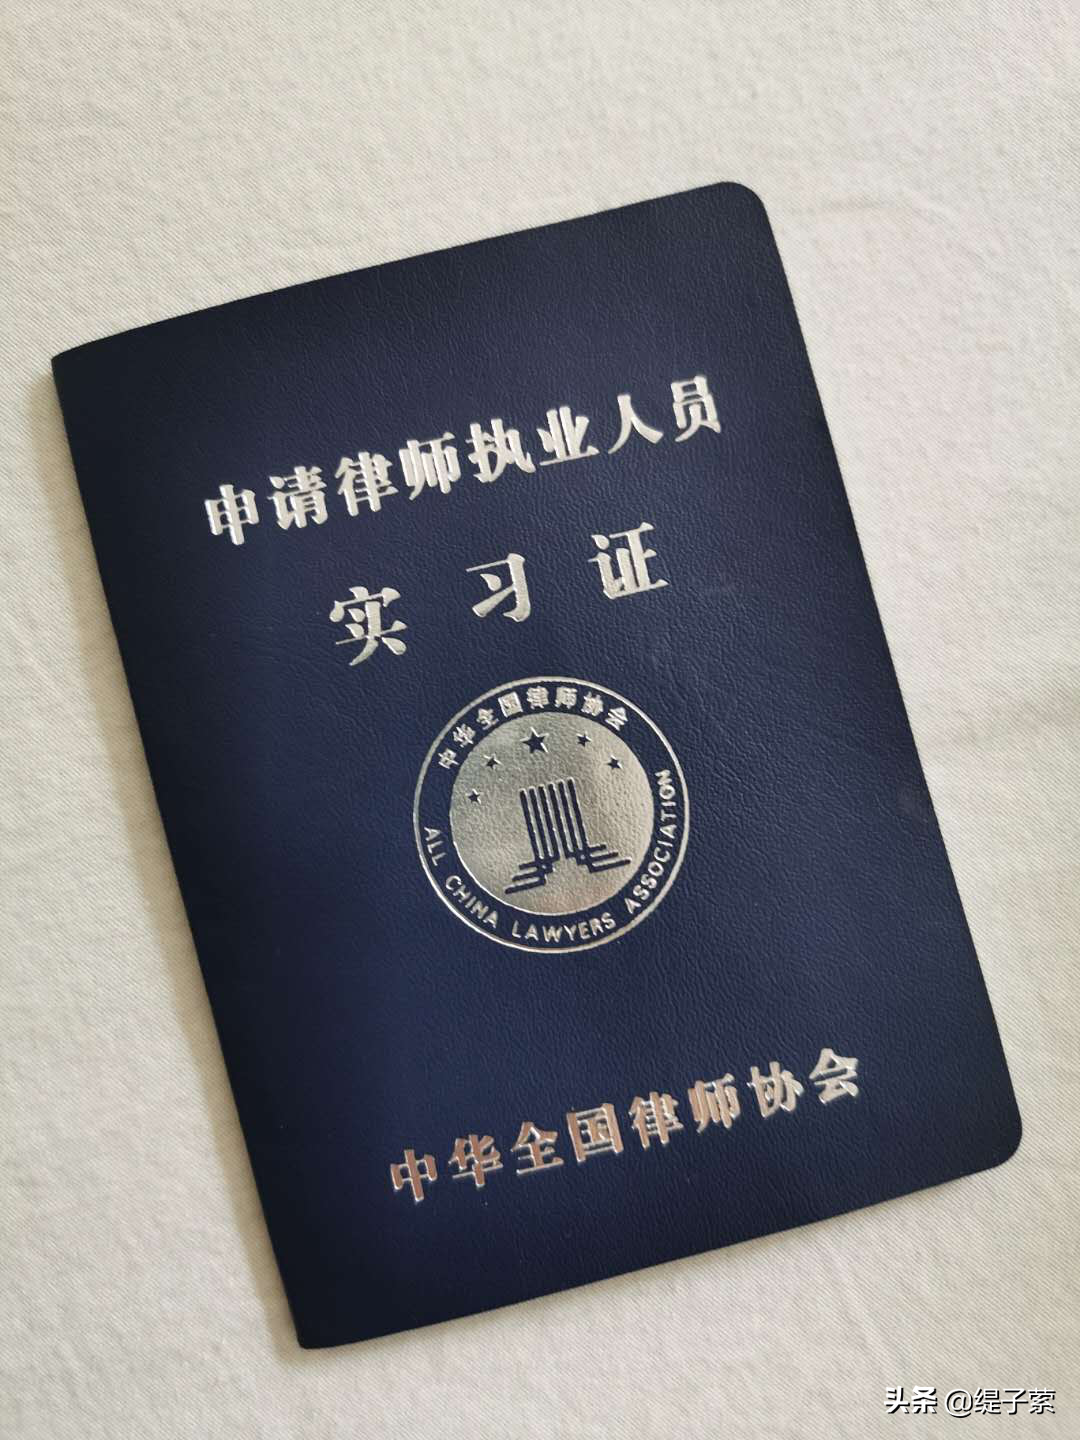 申请律师执业人员
实习证
中华全国律师协会
ALL CHINA LAWYERS ASSOCIATION
中华全国律师协会
头条 @缇子萦